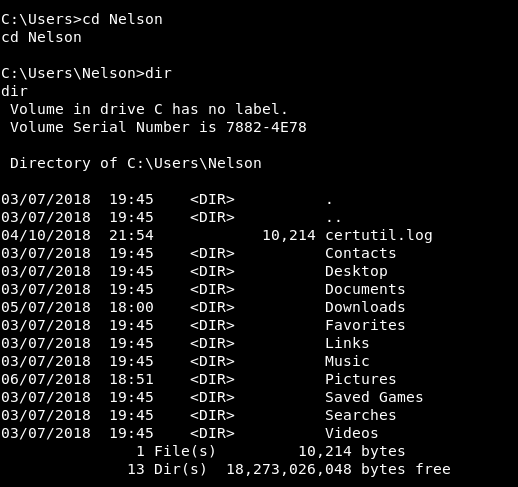 C:\Users>cd Nelson
cd Nelson

C:\Users\Nelson>dir
dir
 Volume in drive C has no label.
 Volume Serial Number is 7882-4E78

 Directory of C:\Users\Nelson

03/07/2018  19:45    <DIR>          .
03/07/2018  19:45    <DIR>          ..
04/10/2018  21:54            10,214 certutil.log
03/07/2018  19:45    <DIR>          Contacts
03/07/2018  19:45    <DIR>          Desktop
03/07/2018  19:45    <DIR>          Documents
05/07/2018  18:00    <DIR>          Downloads
03/07/2018  19:45    <DIR>          Favorites
03/07/2018  19:45    <DIR>          Links
03/07/2018  19:45    <DIR>          Music
06/07/2018  18:51    <DIR>          Pictures
03/07/2018  19:45    <DIR>          Saved Games
03/07/2018  19:45    <DIR>          Searches
03/07/2018  19:45    <DIR>          Videos
               1 File(s)         10,214 bytes
              13 Dir(s)  18,273,026,048 bytes free